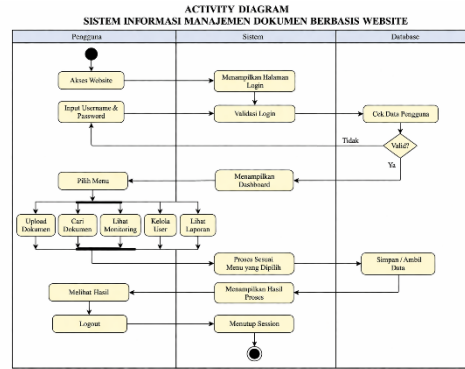 ACTIVITY DIAGRAM
SISTEM INFORMASI MANAJEMEN DOKUMEN BERBASIS WEBSITE
Pengguna
Sistem
Database
Akses Website
Menampilkan Halaman
Login
Input Username &
Password
Validasi Login
Cek Data Pengguna
Tidak
Valid?
Ya
Pilih Menu
Menampilkan
Dashboard
Upload
Dokumen
Cari
Dokumen
Lihat
Monitoring
Kelola
User
Lihat
Laporan
Proses Sesuai
Menu yang Dipilih
Simpan / Ambil
Data
Melihat Hasil
Menampilkan Hasil
Proses
Logout
Menutup Session